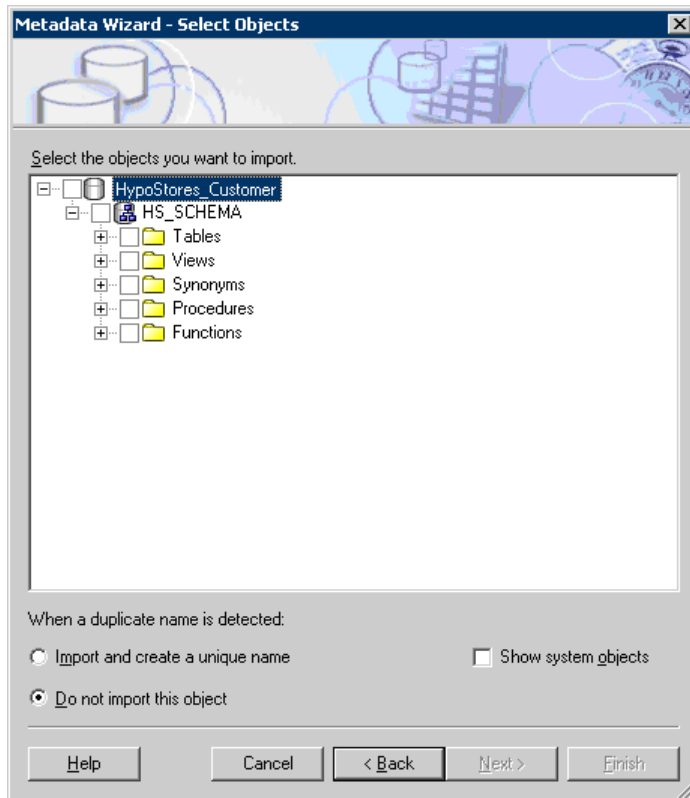 Metadata Wizard - Select Objects
Select the objects you want to import.
HypoStores_Customer
HS_SCHEMA
Tables
Views
Synonyms
Procedures
Functions
When a duplicate name is detected:
Import and create a unique name
Show system objects
Do not import this object
Help Cancel < Back Next > Finish